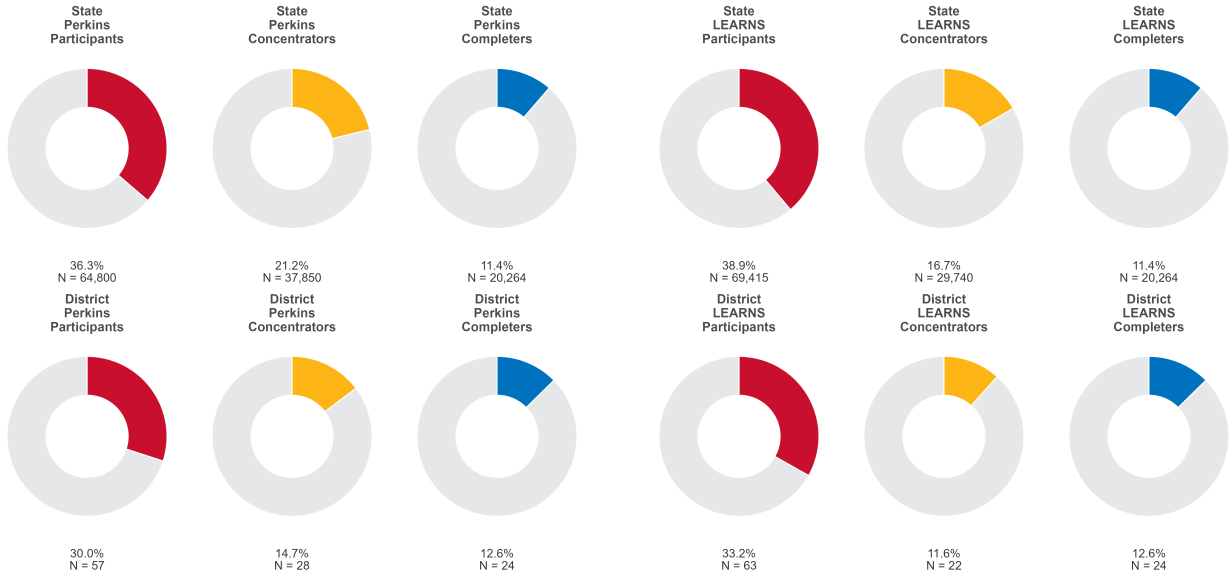 State
Perkins
Participants
36.3%
N = 64,800
State
Perkins
Concentrators
21.2%
N = 37,850
State
Perkins
Completers
11.4%
N = 20,264
State
LEARNS
Participants
38.9%
N = 69,415
State
LEARNS
Concentrators
16.7%
N = 29,740
State
LEARNS
Completers
11.4%
N = 20,264
District
Perkins
Participants
30.0%
N = 57
District
Perkins
Concentrators
14.7%
N = 28
District
Perkins
Completers
12.6%
N = 24
District
LEARNS
Participants
33.2%
N = 63
District
LEARNS
Concentrators
11.6%
N = 22
District
LEARNS
Completers
12.6%
N = 24